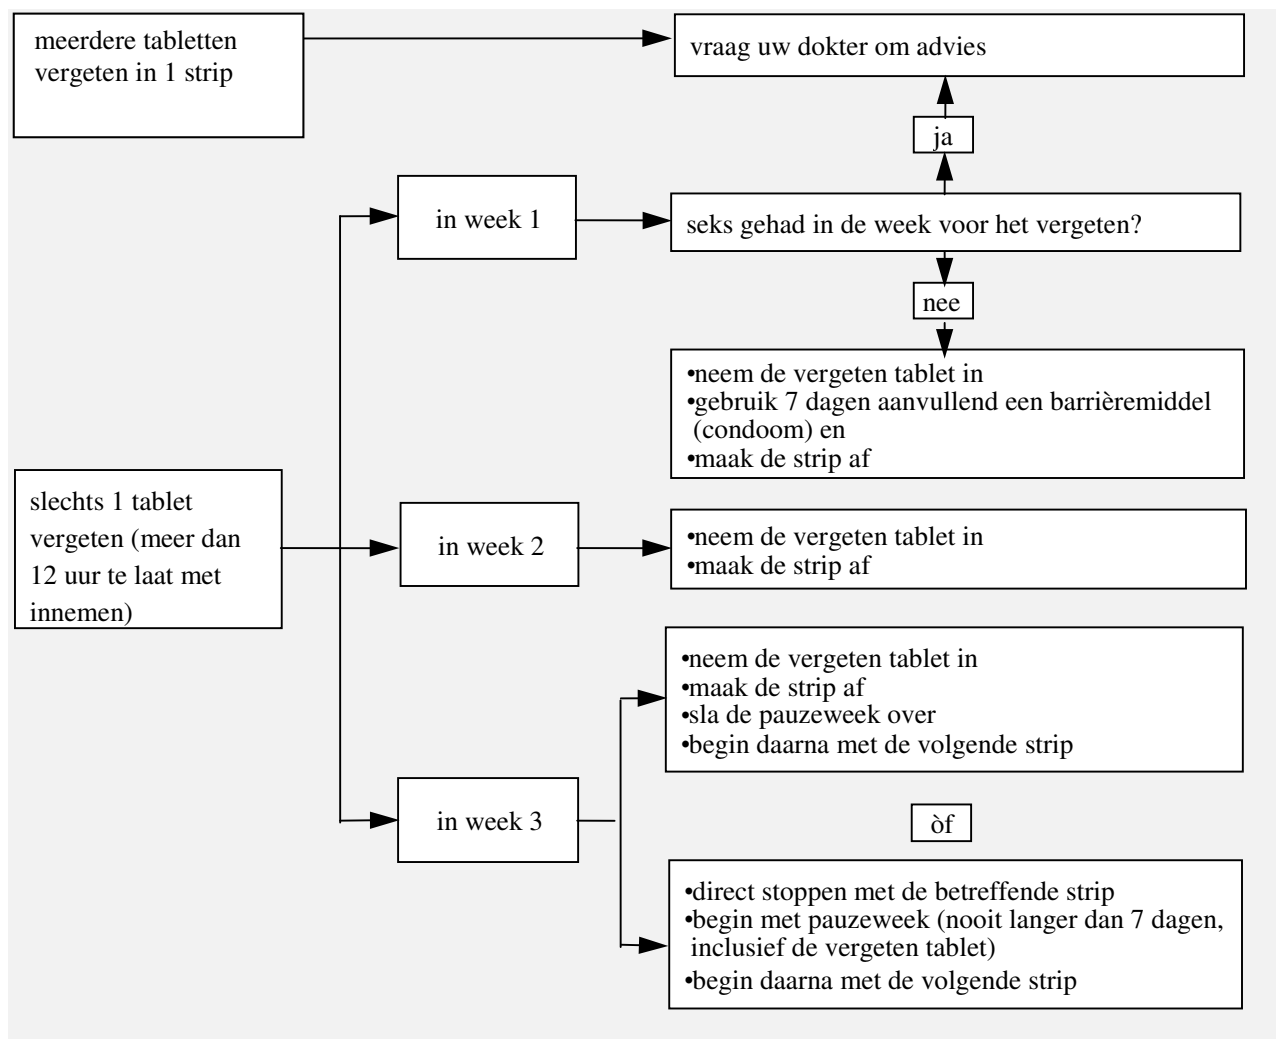 meerdere tabletten
vergeten in 1 strip
vraag uw dokter om advies
ja
in week 1
seks gehad in de week voor het vergeten?
nee
•neem de vergeten tablet in
•gebruik 7 dagen aanvullend een barrièremiddel
(condoom) en
•maak de strip af
slechts 1 tablet
vergeten (meer dan
12 uur te laat met
innemen)
in week 2
•neem de vergeten tablet in
•maak de strip af
•neem de vergeten tablet in
•maak de strip af
•sla de pauzeweek over
•begin daarna met de volgende strip
in week 3
òf
•direct stoppen met de betreffende strip
•begin met pauzeweek (nooit langer dan 7 dagen,
inclusief de vergeten tablet)
•begin daarna met de volgende strip